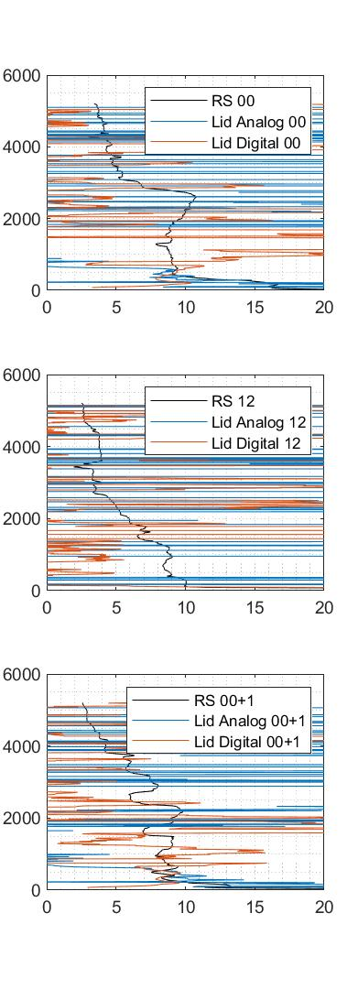 6000
RS 00
Lid Analog 00
4000
Lid Digital 00
2000
0
0 5 10 15 20
6000
RS 12
Lid Analog 12
4000
Lid Digital 12
2000
0
0 5 10 15 20
6000
RS 00+1
Lid Analog 00+1
4000
Lid Digital 00+1
2000
0
0 5 10 15 20